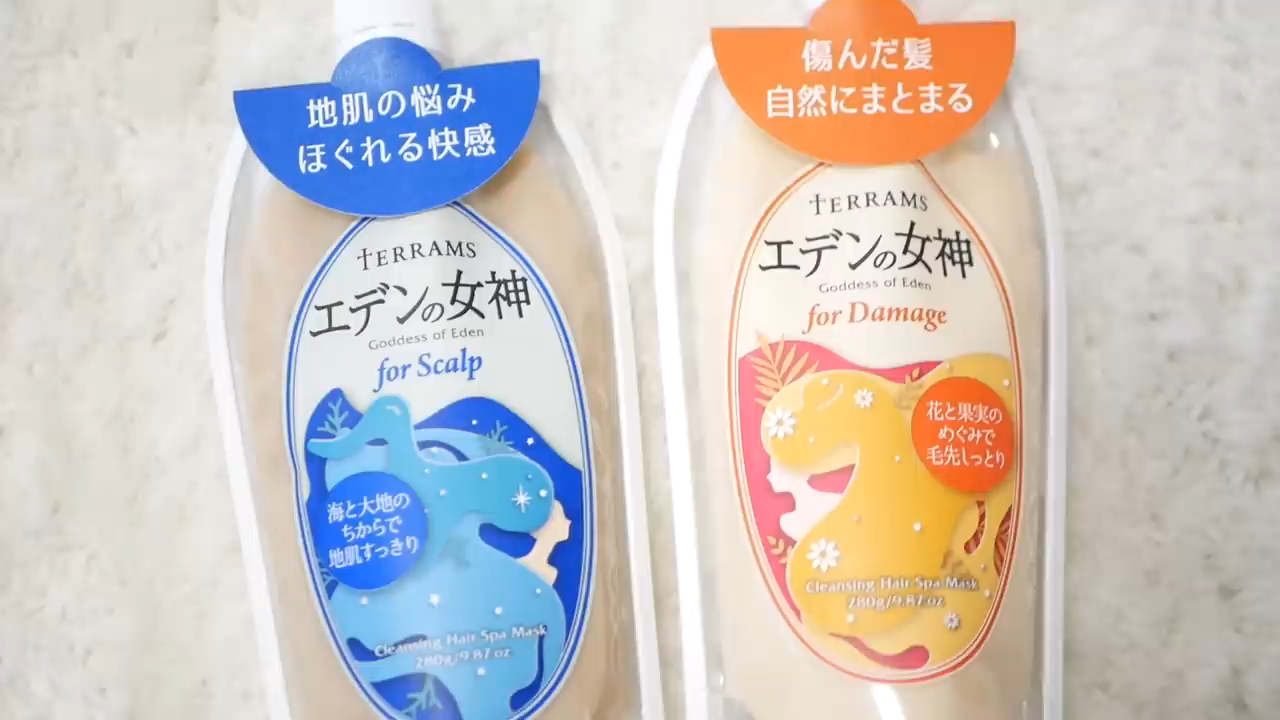 地肌の悩み
ほぐれる快感
†ERRAMS
エデンの女神
Goddess of Eden
for Scalp
海と大地の
ちからで
地肌すっきり
Cleansing Hair Spa Mask
280g/9.87 oz
傷んだ髪
自然にまとまる
†ERRAMS
エデンの女神
Goddess of Eden
for Damage
花と果実の
めぐみで
毛先しっとり
Cleansing Hair Spa Mask
280g/9.87 oz